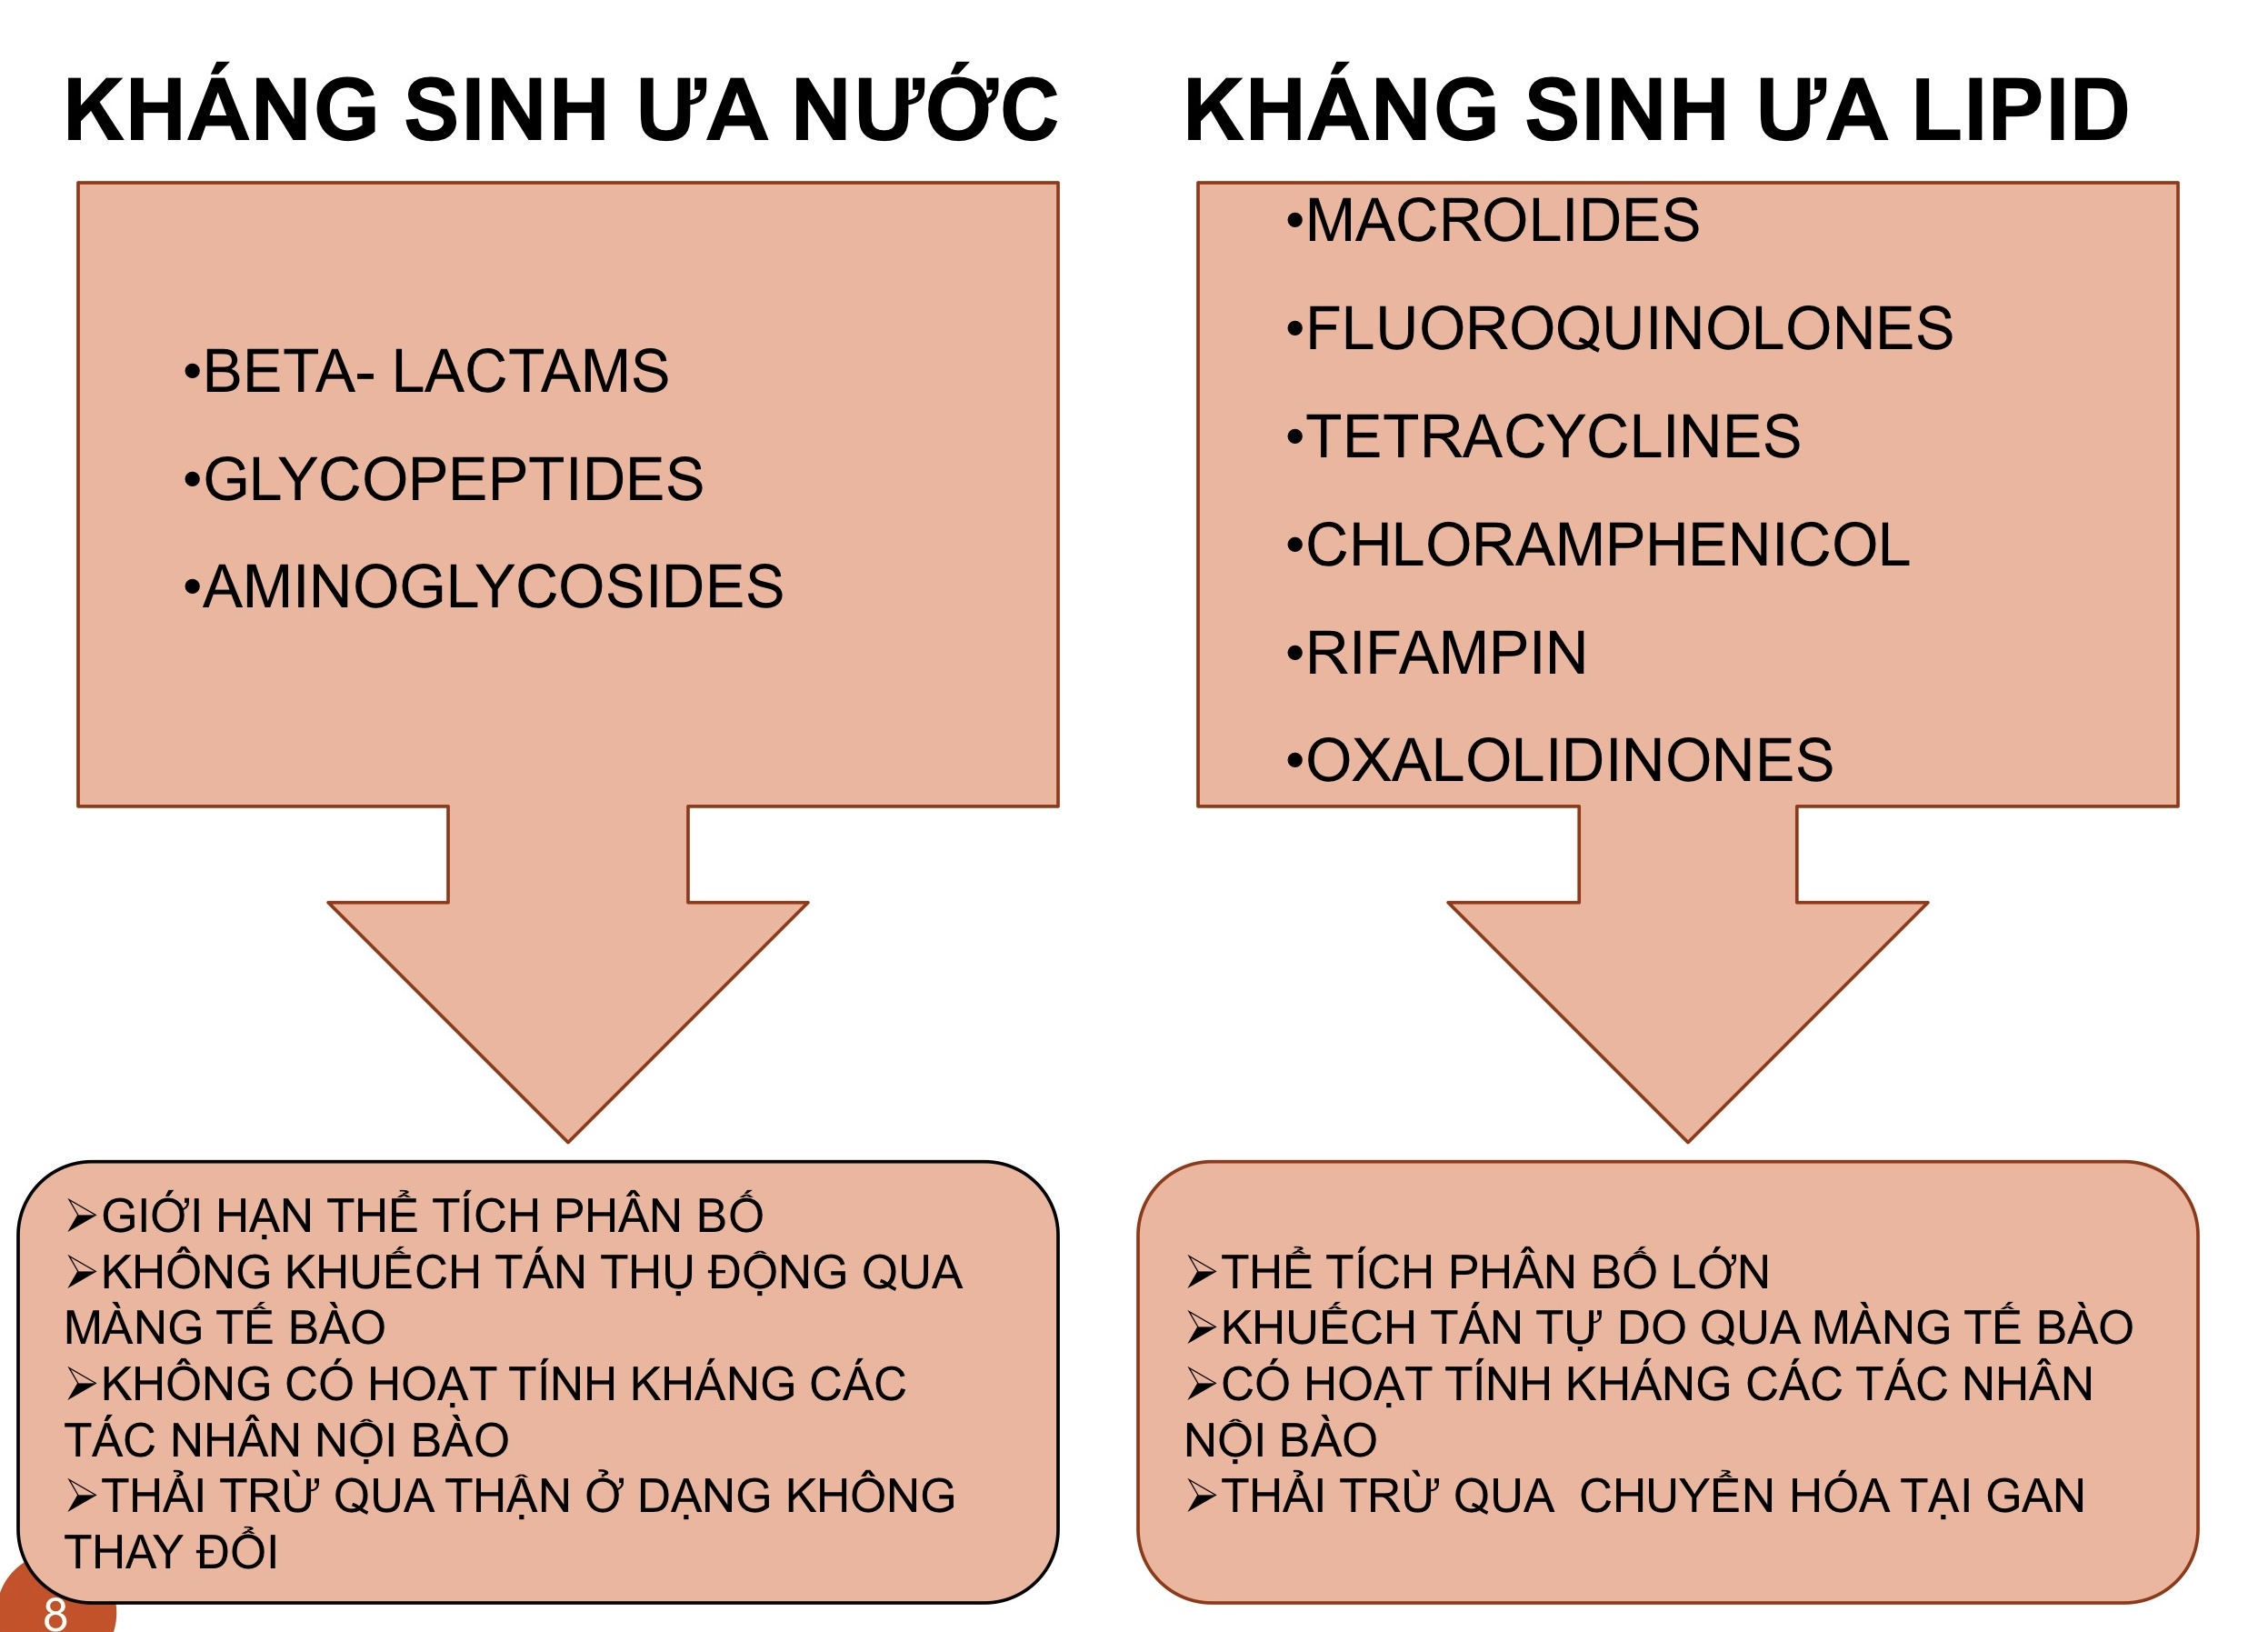 KHÁNG SINH ƯA NƯỚC
•BETA- LACTAMS
•GLYCOPEPTIDES
•AMINOGLYCOSIDES
➢GIỚI HẠN THỂ TÍCH PHÂN BỐ
➢KHÔNG KHUẾCH TÁN THỤ ĐỘNG QUA
MÀNG TẾ BÀO
➢KHÔNG CÓ HOẠT TÍNH KHÁNG CÁC
TÁC NHÂN NỘI BÀO
➢THẢI TRỪ QUA THẬN Ở DẠNG KHÔNG
THAY ĐỔI
KHÁNG SINH ƯA LIPID
•MACROLIDES
•FLUOROQUINOLONES
•TETRACYCLINES
•CHLORAMPHENICOL
•RIFAMPIN
•OXALOLIDINONES
➢THỂ TÍCH PHÂN BỐ LỚN
➢KHUẾCH TÁN TỰ DO QUA MÀNG TẾ BÀO
➢CÓ HOẠT TÍNH KHÁNG CÁC TÁC NHÂN
NỘI BÀO
➢THẢI TRỪ QUA  CHUYỂN HÓA TẠI GAN
8